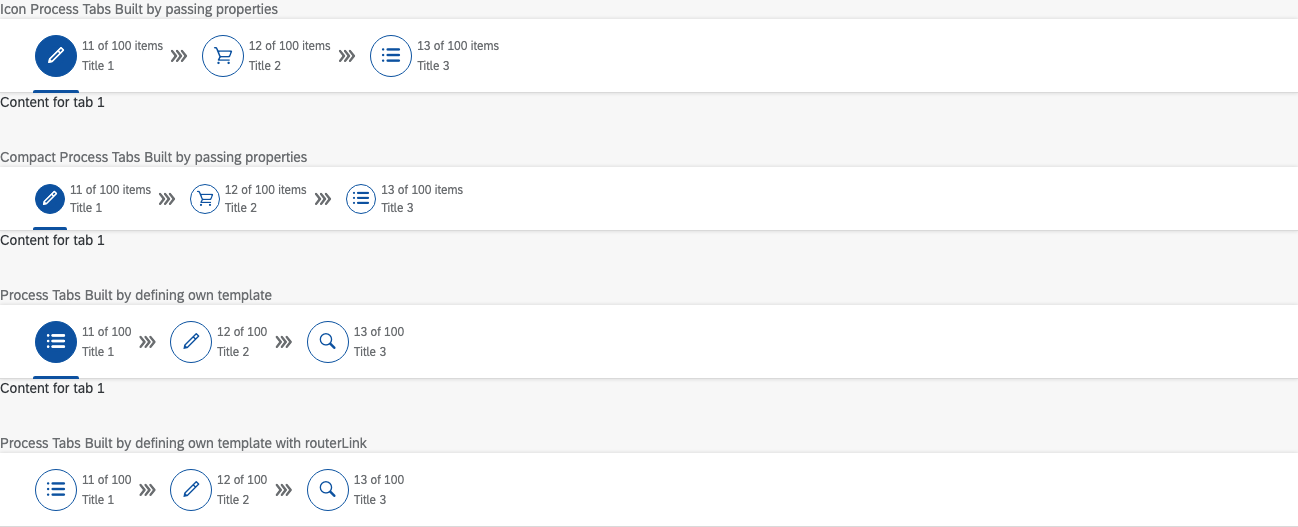 Icon Process Tabs Built by passing properties
11 of 100 items 12 of 100 items 13 of 100 items
Title 1 Title 2 Title 3
Content for tab 1
Compact Process Tabs Built by passing properties
11 of 100 items 12 of 100 items 13 of 100 items
Title 1 Title 2 Title 3
Content for tab 1
Process Tabs Built by defining own template
11 of 100 12 of 100 13 of 100
Title 1 Title 2 Title 3
Content for tab 1
Process Tabs Built by defining own template with routerLink
11 of 100 12 of 100 13 of 100
Title 1 Title 2 Title 3